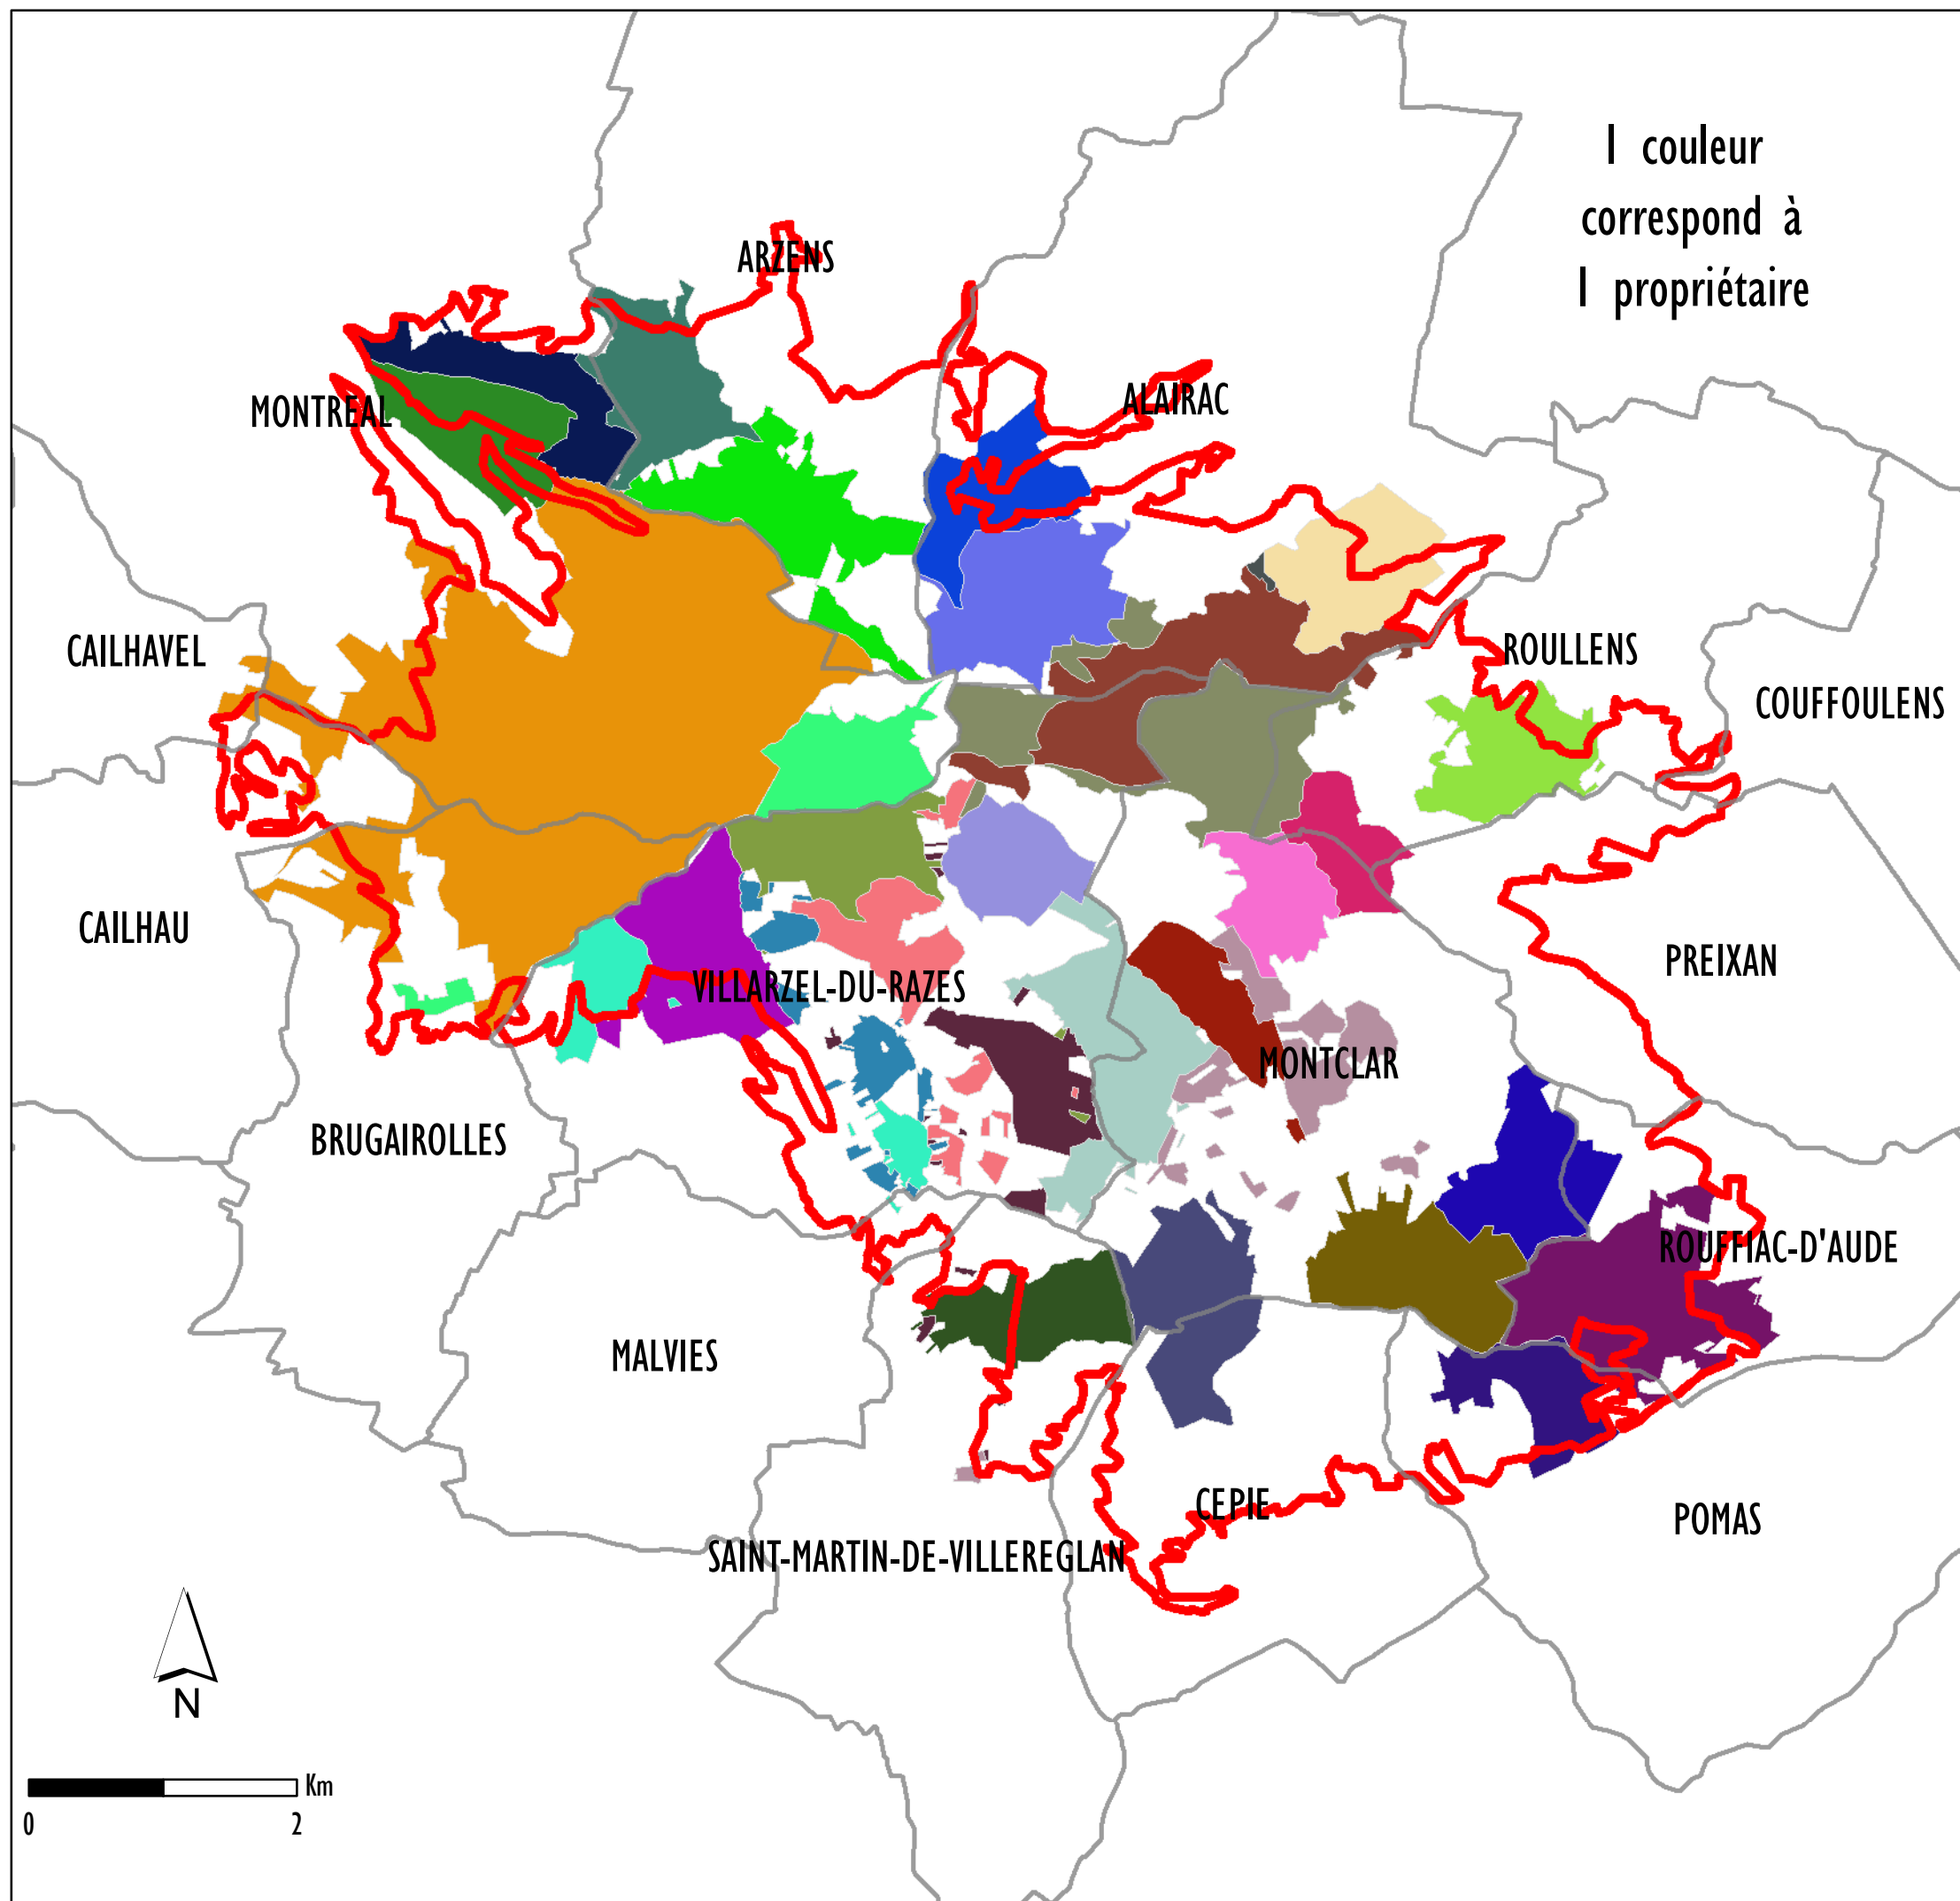 1 couleur
correspond à
1 propriétaire
ARZENS
ALAIRAC
MONTREAL
CAILHAVEL
ROULLENS
COUFFOULENS
CAILHAU
PREIXAN
VILLARZEL-DU-RAZES
MONTCLAR
BRUGAIROLLES
ROUFFIAC-D'AUDE
MALVIES
CEPIE
POMAS
SAINT-MARTIN-DE-VILLEREGLAN
N
Km
0 2